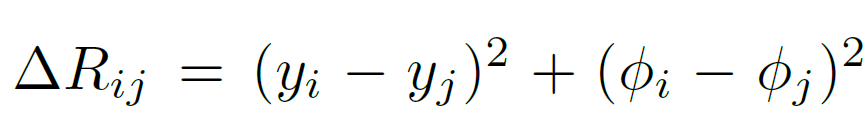 ΔR_{ij} = (y_i − y_j)^2 + (ϕ_i − ϕ_j)^2